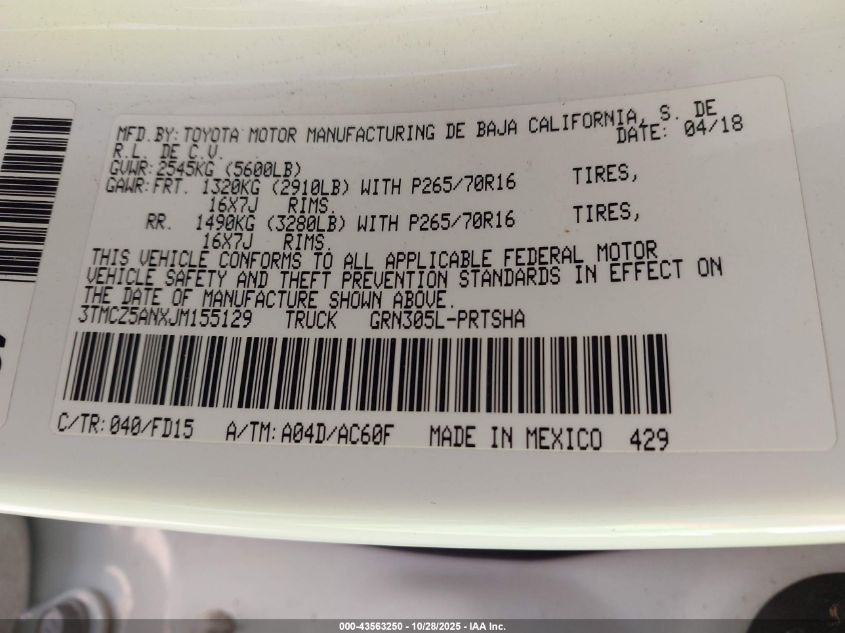 MFD.BY: TOYOTA MOTOR MANUFACTURING DE BAJA CALIFORNIA, S. DE
R.L. DE C.V. DATE: 04/18
GVWR: 2545KG (5600LB)
GAWR: FRT. 1320KG (2910LB) WITH P265/70R16 TIRES,
16X7J RIMS.
RR. 1490KG (3280LB) WITH P265/70R16 TIRES,
16X7J RIMS.
THIS VEHICLE CONFORMS TO ALL APPLICABLE FEDERAL MOTOR
VEHICLE SAFETY AND THEFT PREVENTION STANDARDS IN EFFECT ON
THE DATE OF MANUFACTURE SHOWN ABOVE.
3TMCZ5ANXJM155129 TRUCK GRN305L-PRTSHA
C/TR: 040/FD15 A/TM: A04D/AC60F MADE IN MEXICO 429
000-43563250 | 10/28/2025 - IAA Inc.